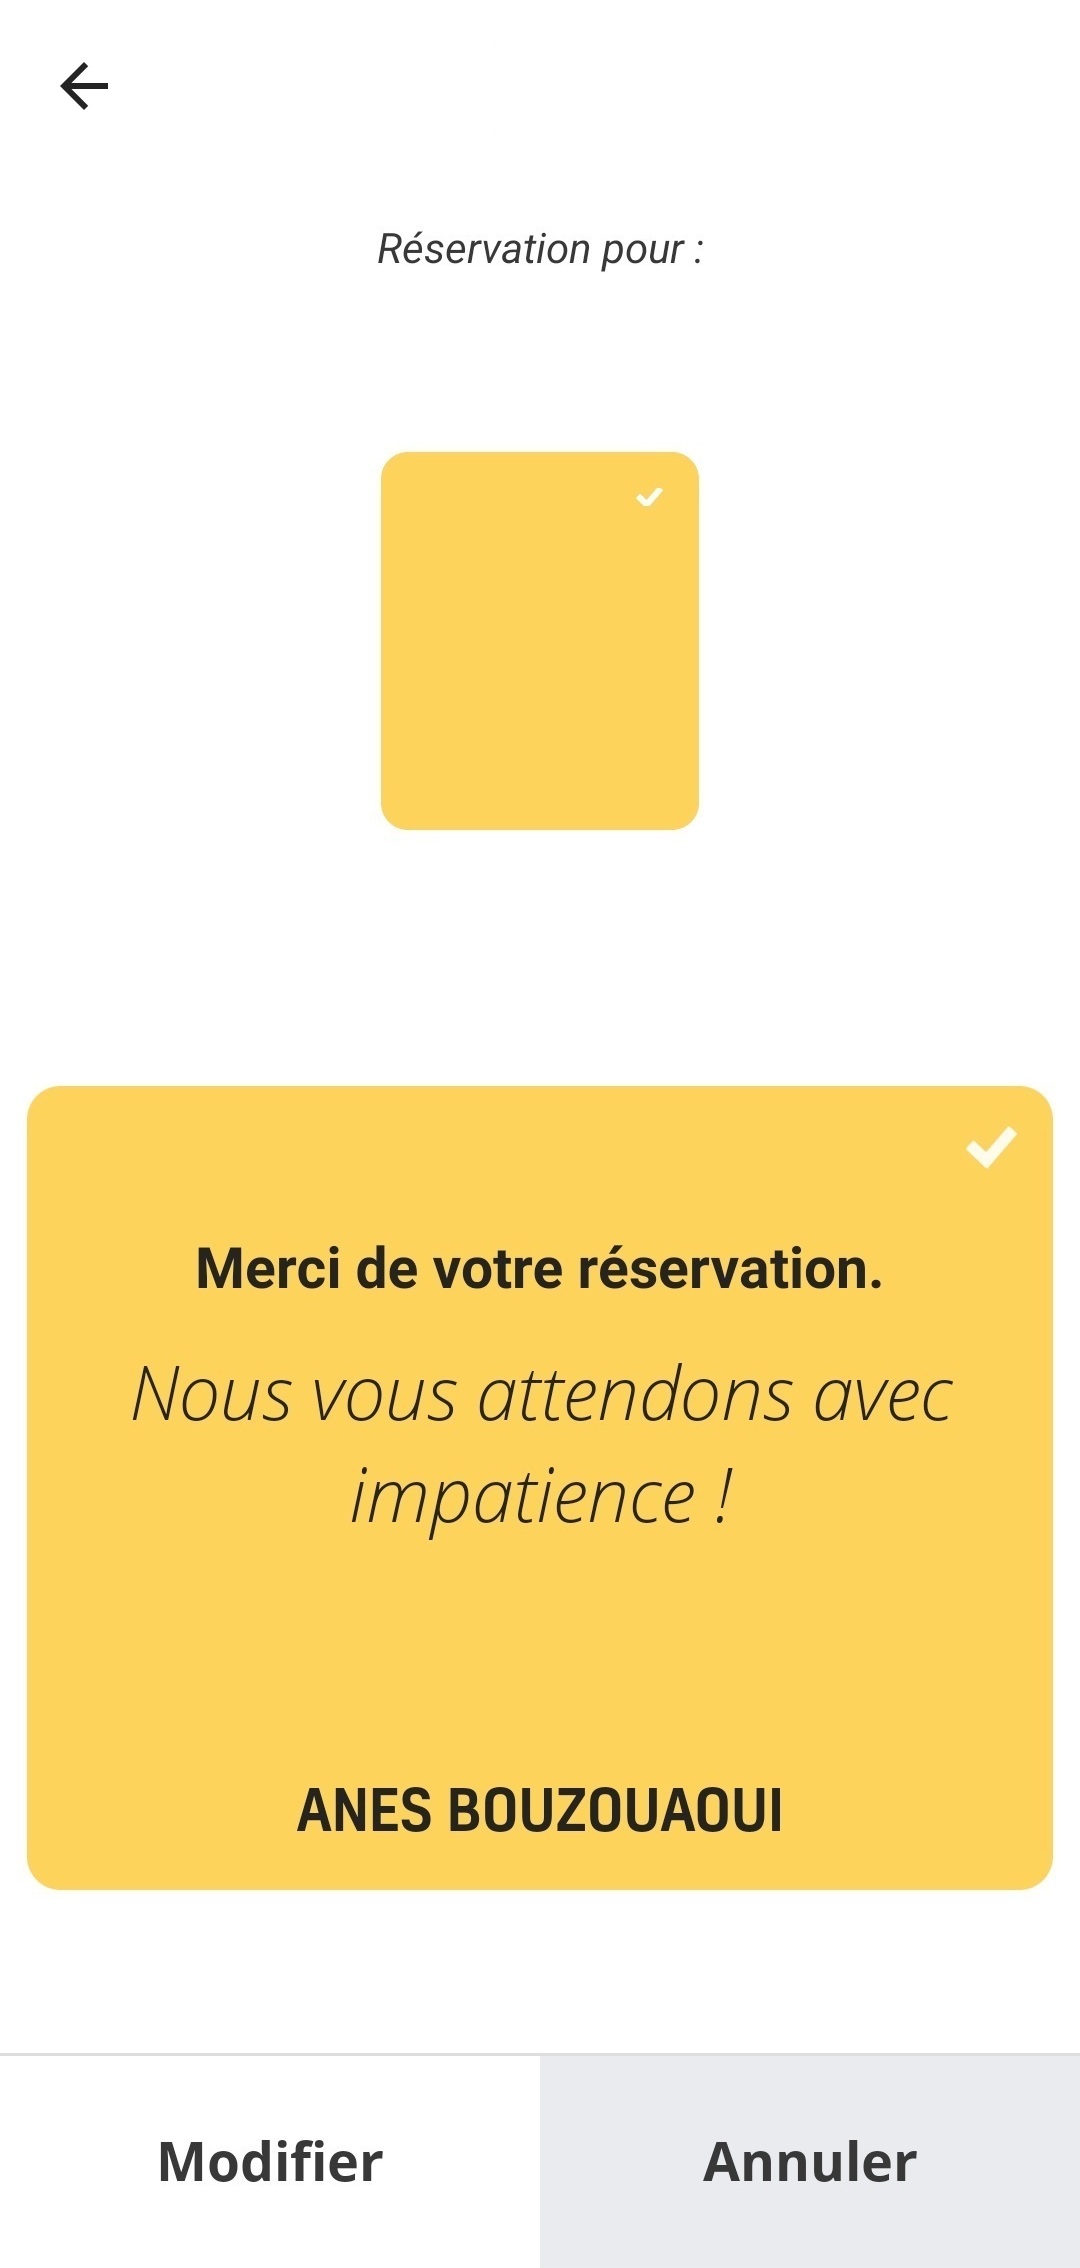 Réservation pour :
Merci de votre réservation.
Nous vous attendons avec
impatience !
ANES BOUZOUAOUI
Modifier
Annuler